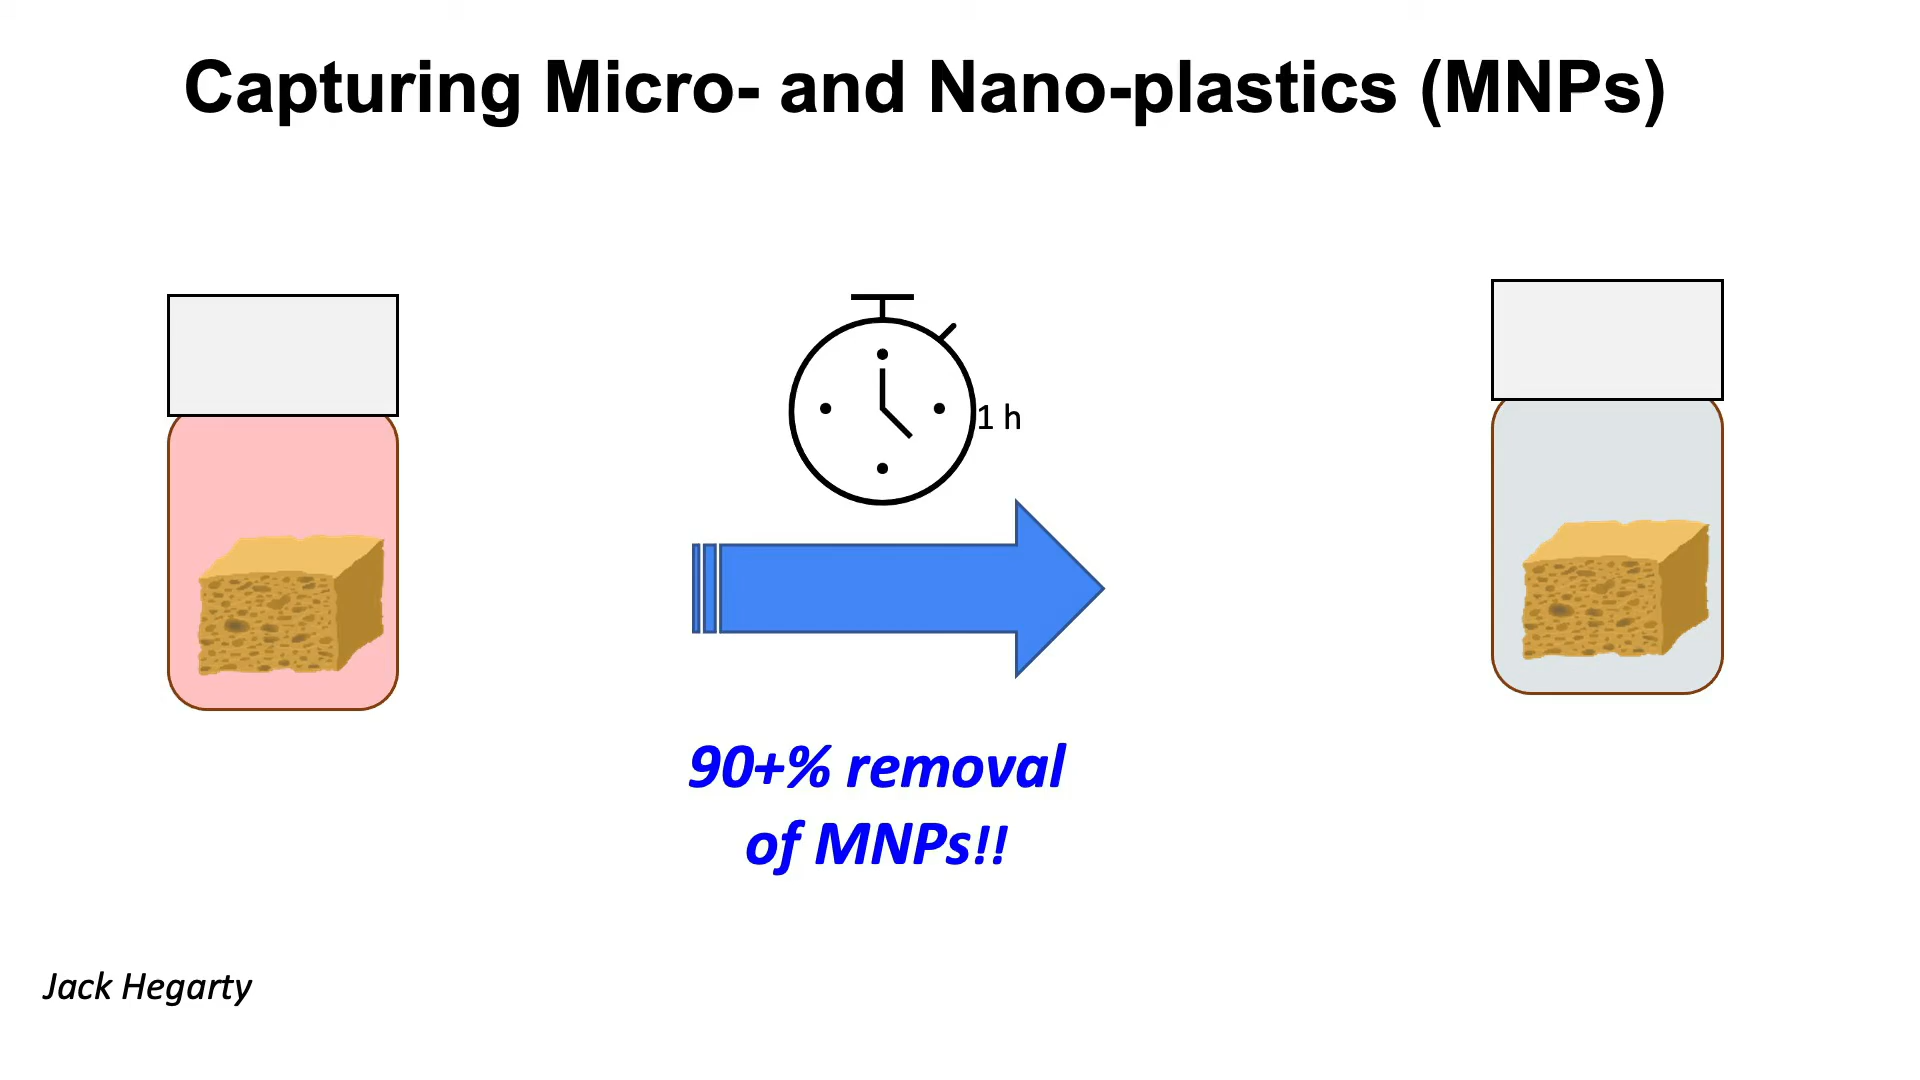 Capturing Micro- and Nano-plastics (MNPs)
1 h
90+% removal
of MNPs!!
Jack Hegarty